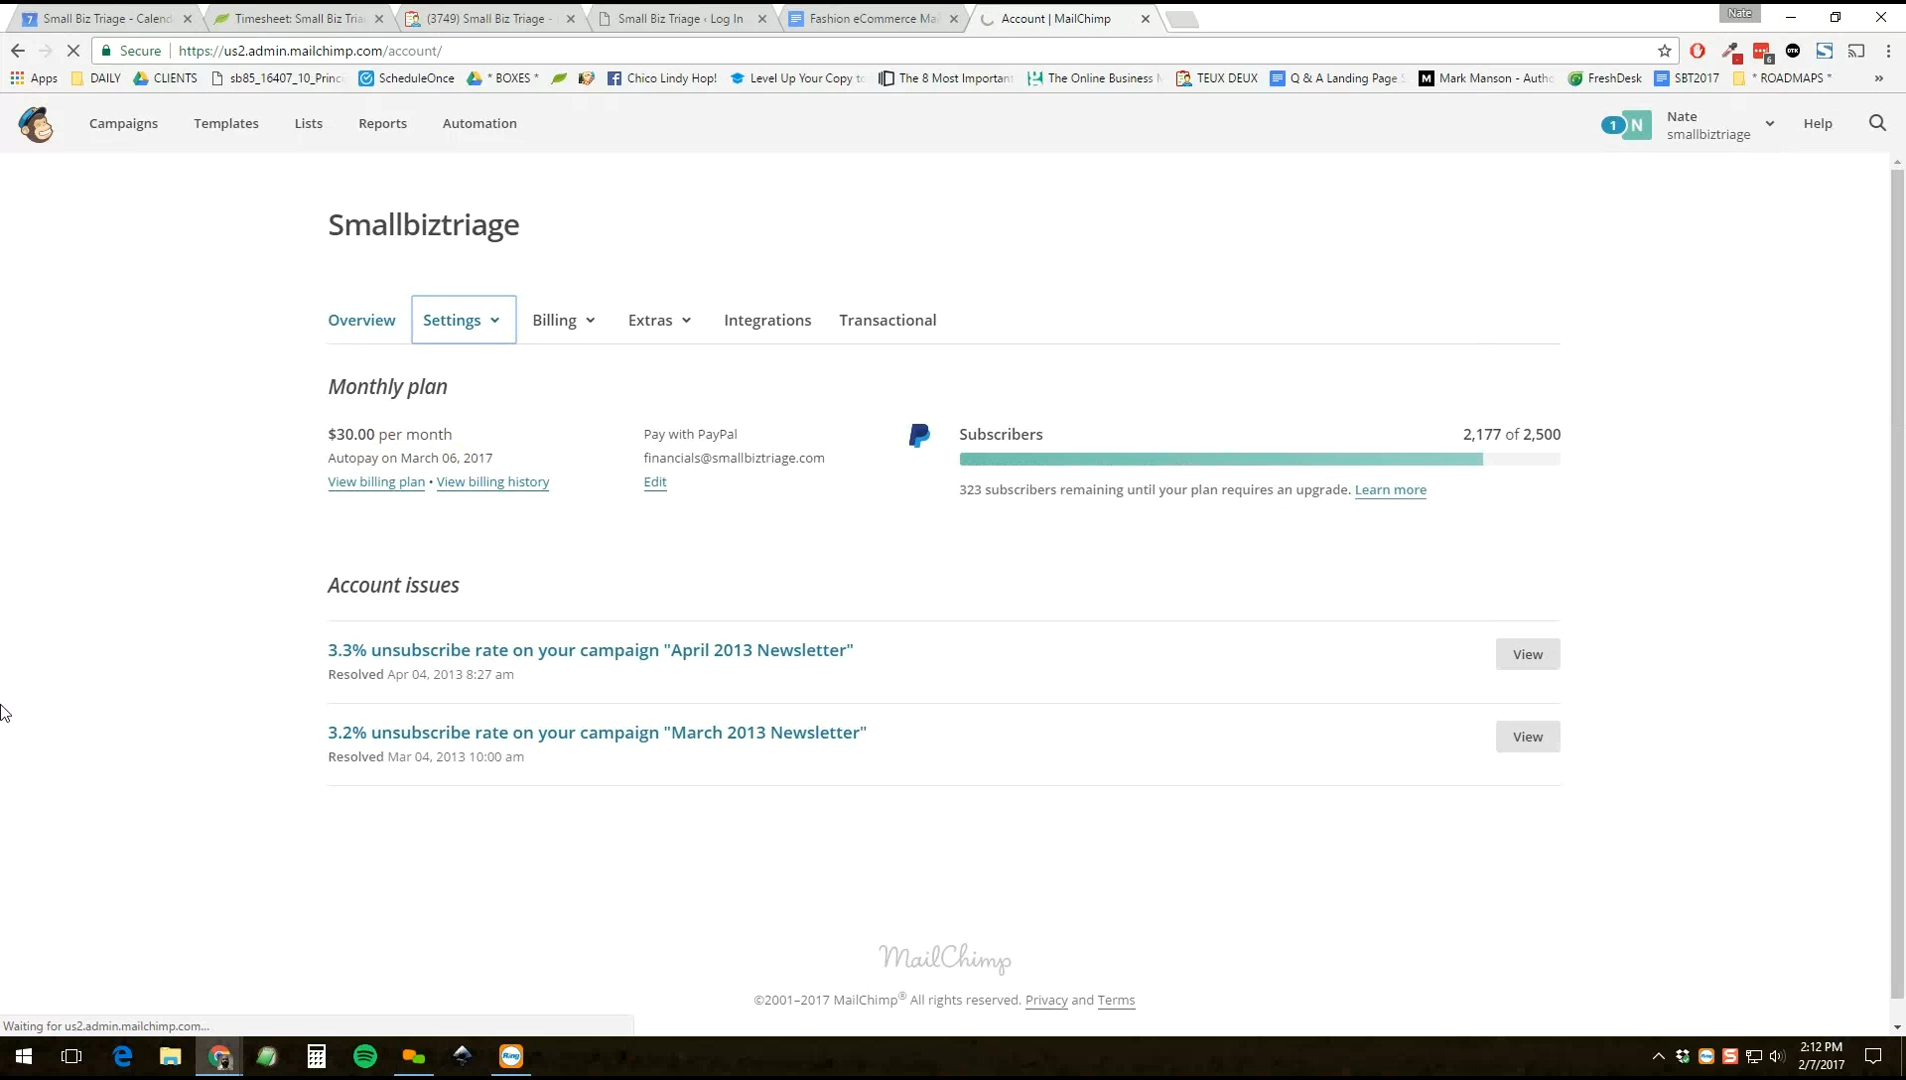 Small Biz Triage - Calend
Timesheet: Small Biz Tria
(3749) Small Biz Triage -
Small Biz Triage ‹ Log In
Fashion eCommerce Mai
Account | MailChimp
Nate
Secure | https://us2.admin.mailchimp.com/account/
Apps
DAILY
CLIENTS
sb85_16407_10_Princ
ScheduleOnce
* BOXES *
Chico Lindy Hop!
Level Up Your Copy to
The 8 Most Important
The Online Business M
TEUX DEUX
Q & A Landing Page S
Mark Manson - Autho
FreshDesk
SBT2017
* ROADMAPS *
»
Campaigns
Templates
Lists
Reports
Automation
1
N
Nate
smallbiztriage
Help
Smallbiztriage
Overview
Settings
Billing
Extras
Integrations
Transactional
Monthly plan
$30.00 per month
Autopay on March 06, 2017
View billing plan • View billing history
Pay with PayPal
financials@smallbiztriage.com
Edit
Subscribers
2,177 of 2,500
323 subscribers remaining until your plan requires an upgrade. Learn more
Account issues
3.3% unsubscribe rate on your campaign "April 2013 Newsletter"
Resolved Apr 04, 2013 8:27 am
View
3.2% unsubscribe rate on your campaign "March 2013 Newsletter"
Resolved Mar 04, 2013 10:00 am
View
MailChimp
©2001–2017 MailChimp® All rights reserved. Privacy and Terms
Waiting for us2.admin.mailchimp.com...
Ring
2:12 PM
2/7/2017